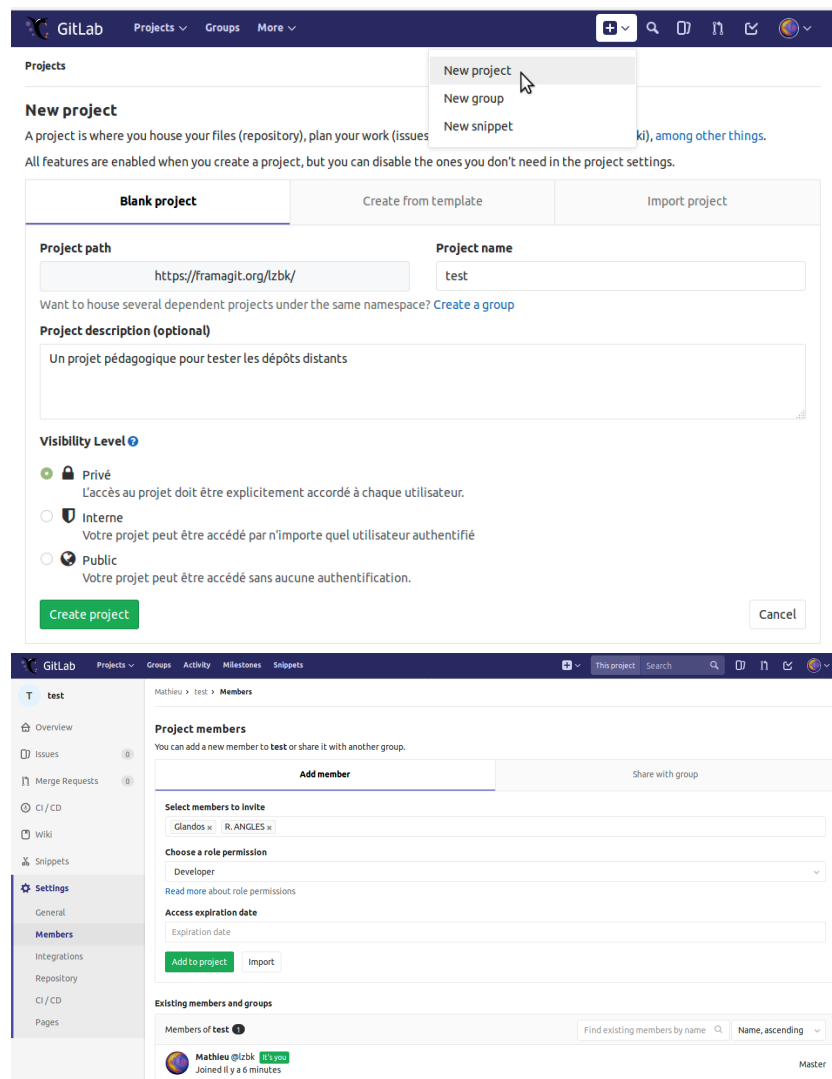 GitLab Projects Groups More
Projects
New project
New group
New snippet
New project
A project is where you house your files (repository), plan your work (issues ki), among other things.
All features are enabled when you create a project, but you can disable the ones you don't need in the project settings.
Blank project Create from template Import project
Project path Project name
https://framagit.org/lzbk/ test
Want to house several dependent projects under the same namespace? Create a group
Project description (optional)
Un projet pédagogique pour tester les dépôts distants
Visibility Level
Privé
L'accès au projet doit être explicitement accordé à chaque utilisateur.
Interne
Votre projet peut être accédé par n'importe quel utilisateur authentifié
Public
Votre projet peut être accédé sans aucune authentification.
Create project Cancel
GitLab Projects Groups Activity Milestones Snippets This project Search
T test
Overview
Issues 0
Merge Requests 0
CI / CD
Wiki
Snippets
Settings
General
Members
Integrations
Repository
CI / CD
Pages
Mathieu > test > Members
Project members
You can add a new member to test or share it with another group.
Add member Share with group
Select members to invite
Glandos x R. ANGLES x
Choose a role permission
Developer
Read more about role permissions
Access expiration date
Expiration date
Add to project Import
Existing members and groups
Members of test 1 Find existing members by name Name, ascending
Mathieu @lzbk It's you
Joined Il y a 6 minutes Master